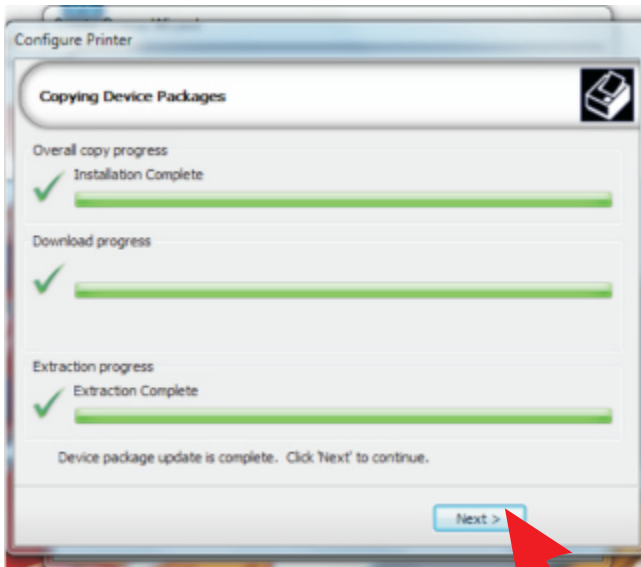 Configure Printer
Copying Device Packages
Overall copy progress
Installation Complete
Download progress
Extraction progress
Extraction Complete
Device package update is complete. Click 'Next' to continue.
Next >